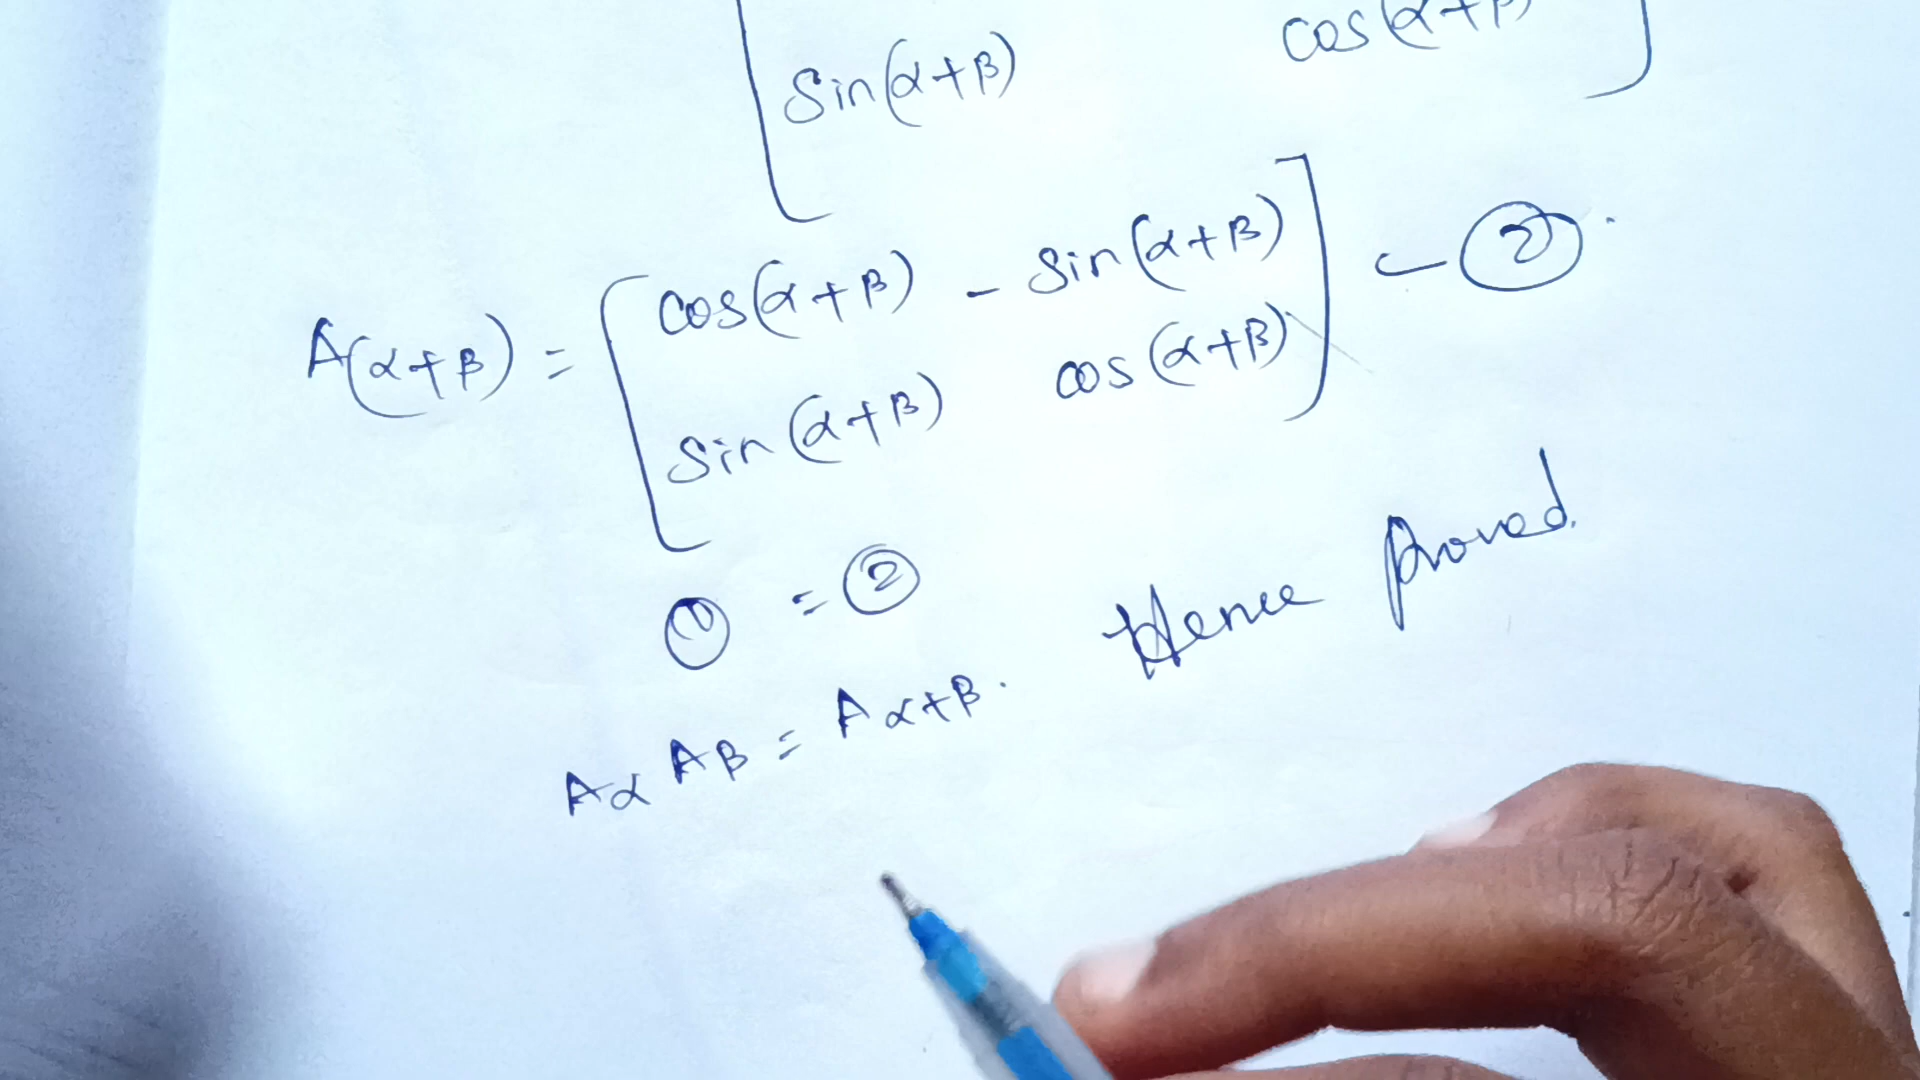 Sin(α+β) cos(α+β)
A(α+β) = [cos(α+β) - Sin(α+β)
Sin(α+β) cos(α+β)] - ②.
① = ②
Aα Aβ = Aα+β. Hence proved.